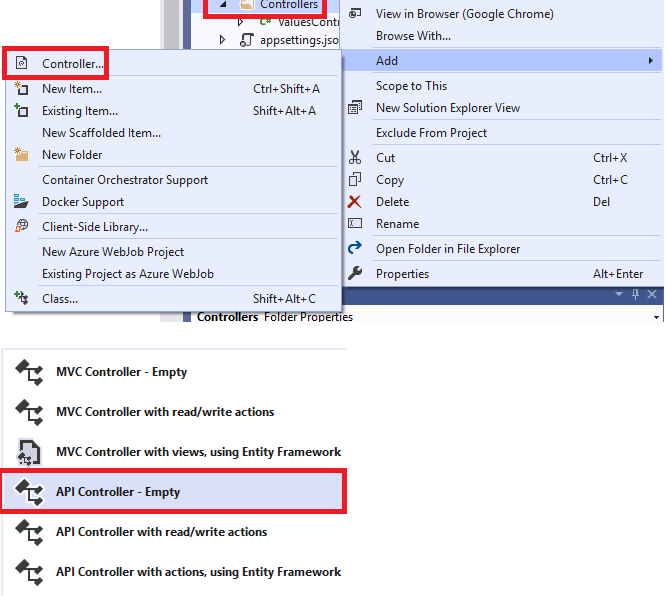 Controllers
ValuesContr
appsettings.jso
View in Browser (Google Chrome)
Browse With...
Add
Scope to This
New Solution Explorer View
Exclude From Project
Cut Ctrl+X
Copy Ctrl+C
Delete Del
Rename
Open Folder in File Explorer
Properties Alt+Enter
Controller...
New Item... Ctrl+Shift+A
Existing Item... Shift+Alt+A
New Scaffolded Item...
New Folder
Container Orchestrator Support
Docker Support
Client-Side Library...
New Azure WebJob Project
Existing Project as Azure WebJob
Class... Shift+Alt+C
Controllers Folder Properties
MVC Controller - Empty
MVC Controller with read/write actions
MVC Controller with views, using Entity Framework
API Controller - Empty
API Controller with read/write actions
API Controller with actions, using Entity Framework